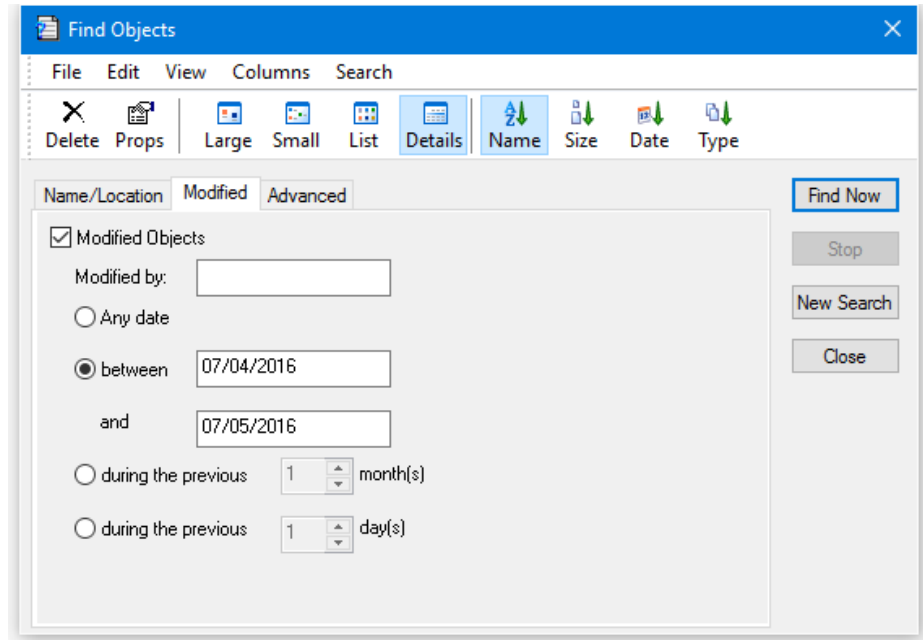 Find Objects
File Edit View Columns Search
Delete Props Large Small List Details Name Size Date Type
Name/Location Modified Advanced
Find Now
Modified Objects
Stop
Modified by:
New Search
Any date
Close
between 07/04/2016
and 07/05/2016
during the previous 1 month(s)
during the previous 1 day(s)